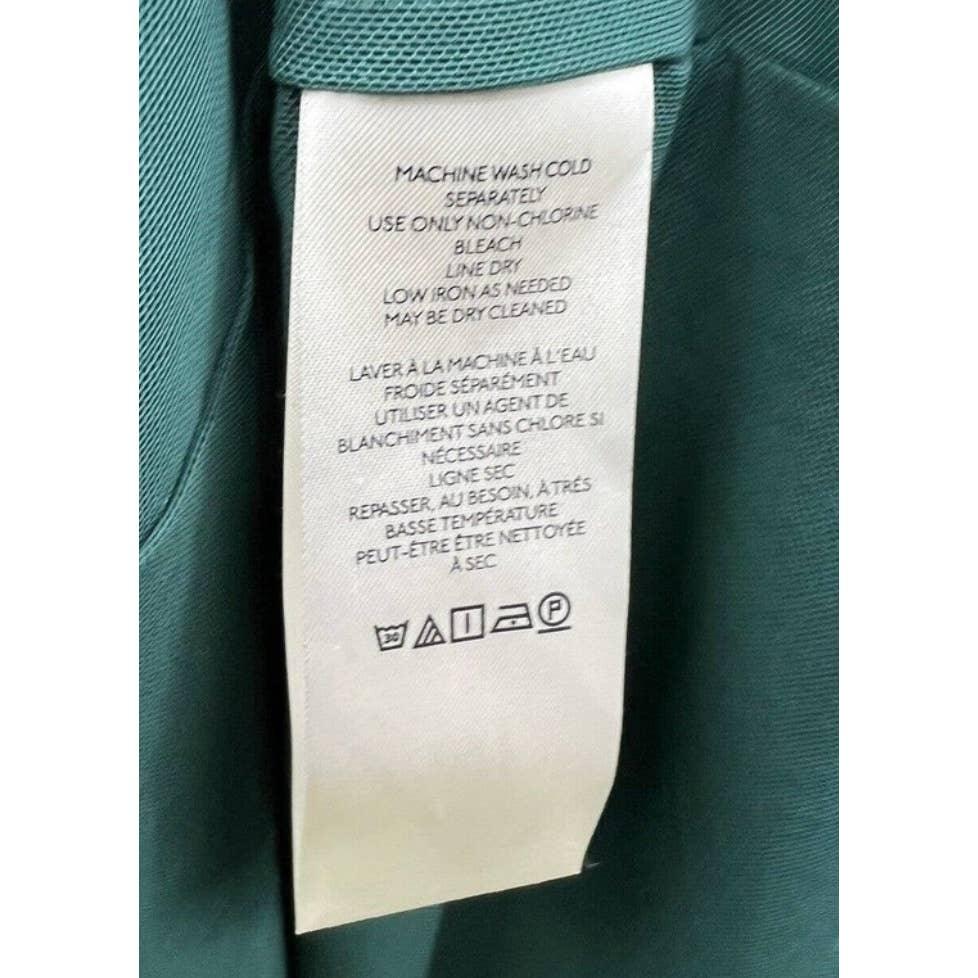 MACHINE WASH COLD
SEPARATELY
USE ONLY NON-CHLORINE
BLEACH
LINE DRY
LOW IRON AS NEEDED
MAY BE DRY CLEANED
LAVER À LA MACHINE À L'EAU
FROIDE SÉPARÉMENT
UTILISER UN AGENT DE
BLANCHIMENT SANS CHLORE SI
NÉCESSAIRE
LIGNE SEC
REPASSER, AU BESOIN, À TRÉS
BASSE TEMPÉRATURE
PEUT-ÊTRE ÊTRE NETTOYÉE
À SEC
30 P